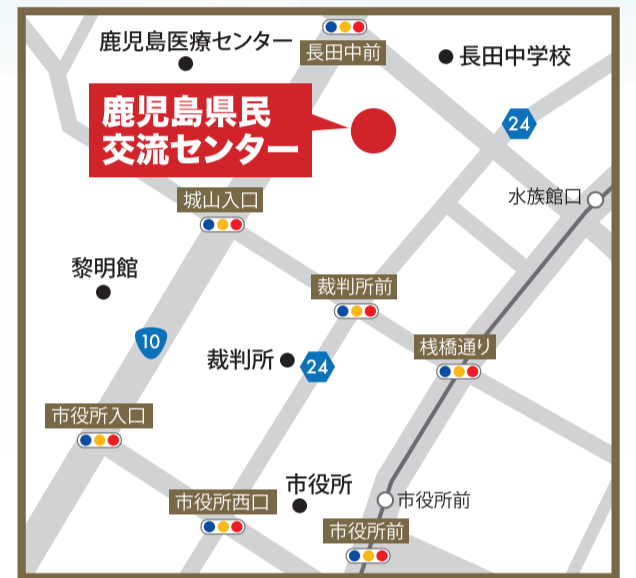 長田中前
鹿児島医療センター
長田中学校
鹿児島県民
交流センター
24
城山入口
水族館口
黎明館
裁判所前
10
裁判所
24
桟橋通り
市役所入口
市役所
市役所西口
市役所前
市役所前